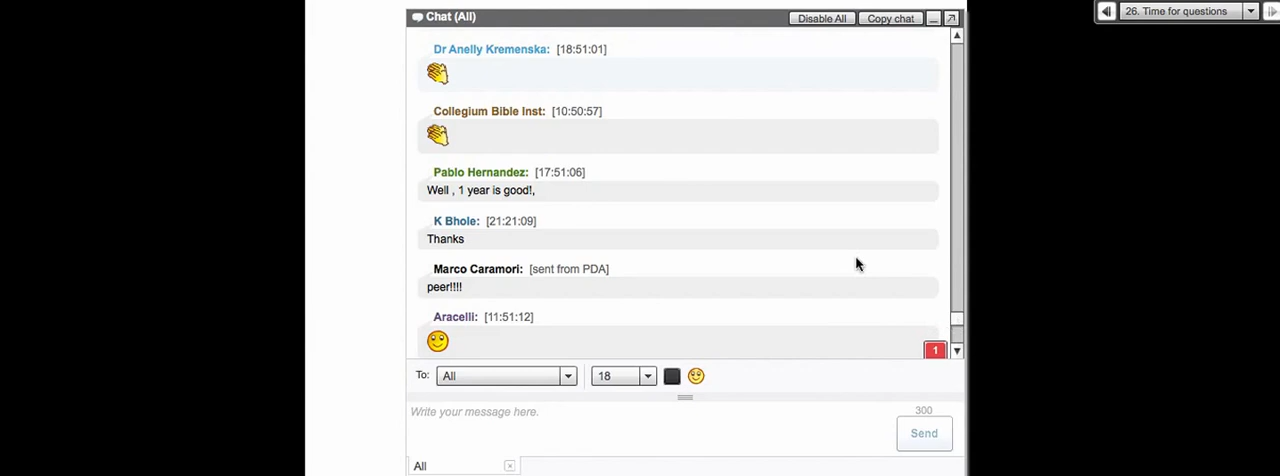 Chat (All)
Disable All
Copy chat
26. Time for questions
Dr Anelly Kremenska: [18:51:01]
Collegium Bible Inst: [10:50:57]
Pablo Hernandez: [17:51:06]
Well , 1 year is good!,
K Bhole: [21:21:09]
Thanks
Marco Caramori: [sent from PDA]
peer!!!!
Aracelli: [11:51:12]
1
To: All 18
Write your message here.
300
Send
All